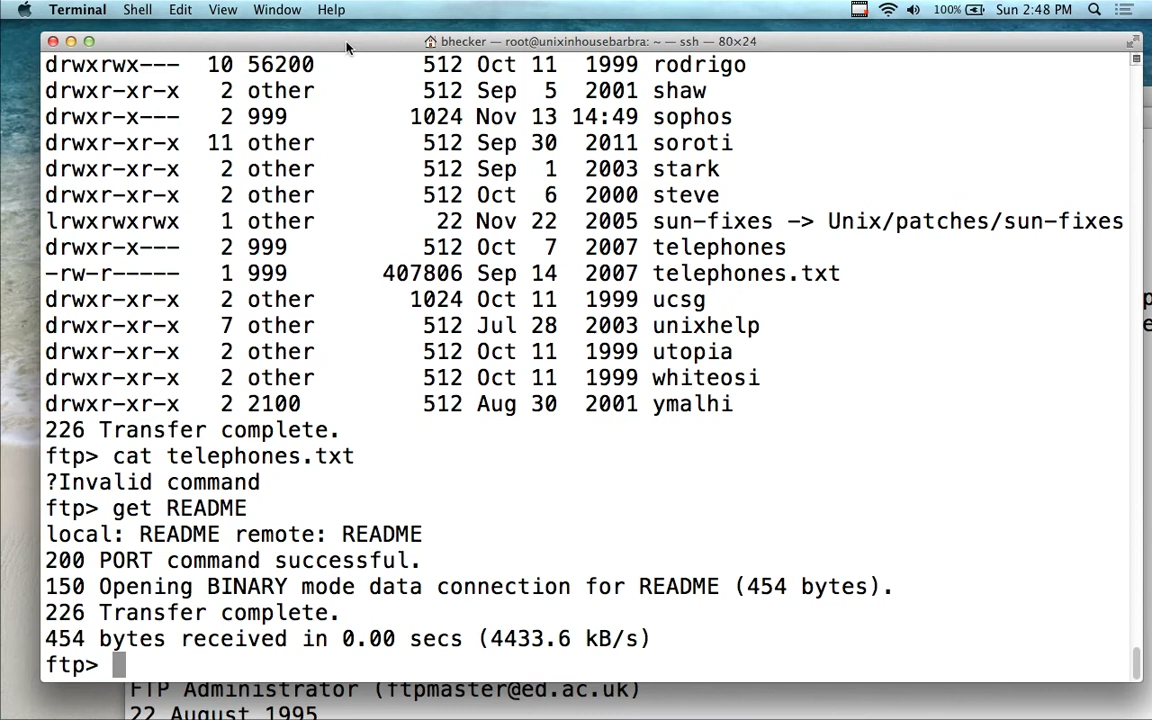 Terminal Shell Edit View Window Help 100% Sun 2:48 PM
bhecker — root@unixinhousebarbra: ~ — ssh — 80×24
drwxrwx--- 10 56200 512 Oct 11 1999 rodrigo
drwxr-xr-x 2 other 512 Sep 5 2001 shaw
drwxr-x--- 2 999 1024 Nov 13 14:49 sophos
drwxr-xr-x 11 other 512 Sep 30 2011 soroti
drwxr-xr-x 2 other 512 Sep 1 2003 stark
drwxr-xr-x 2 other 512 Oct 6 2000 steve
lrwxrwxrwx 1 other 22 Nov 22 2005 sun-fixes -> Unix/patches/sun-fixes
drwxr-x--- 2 999 512 Oct 7 2007 telephones
-rw-r----- 1 999 407806 Sep 14 2007 telephones.txt
drwxr-xr-x 2 other 1024 Oct 11 1999 ucsg
drwxr-xr-x 7 other 512 Jul 28 2003 unixhelp
drwxr-xr-x 2 other 512 Oct 11 1999 utopia
drwxr-xr-x 2 other 512 Oct 11 1999 whiteosi
drwxr-xr-x 2 2100 512 Aug 30 2001 ymalhi
226 Transfer complete.
ftp> cat telephones.txt
?Invalid command
ftp> get README
local: README remote: README
200 PORT command successful.
150 Opening BINARY mode data connection for README (454 bytes).
226 Transfer complete.
454 bytes received in 0.00 secs (4433.6 kB/s)
ftp>
FTP Administrator (ftpmaster@ed.ac.uk)
22 August 1995